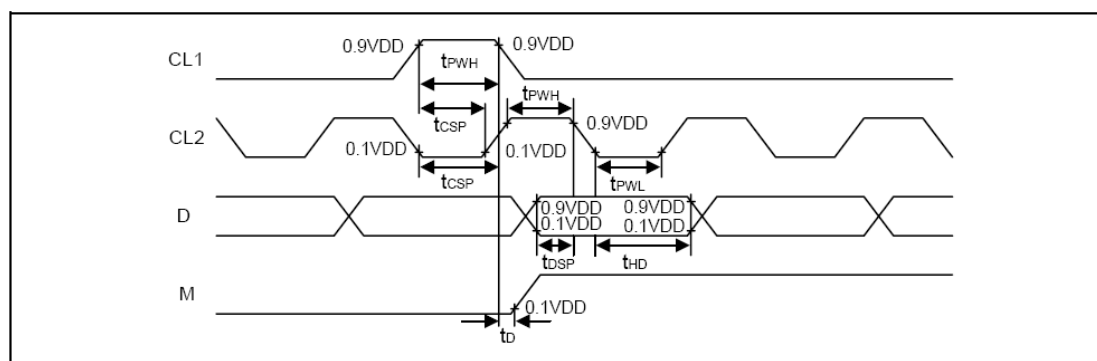 CL1
0.9VDD
0.9VDD
tPWH
tPWH
tCSP
CL2
0.9VDD
0.1VDD
0.1VDD
tCSP
tPWL
D
0.9VDD
0.9VDD
0.1VDD
0.1VDD
tDSP
tHD
M
0.1VDD
tD